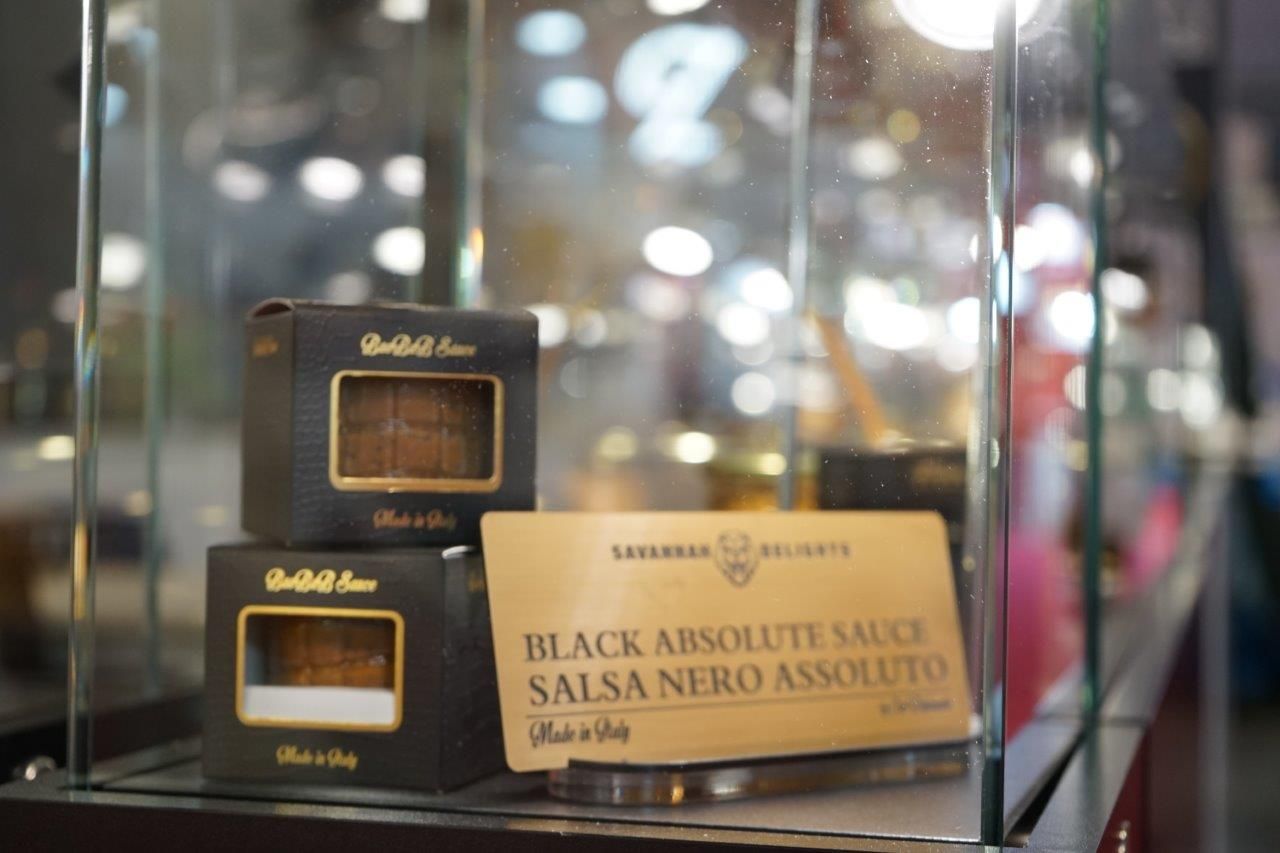 BaoBaB Sauce
Made in Italy
BaoBaB Sauce
Made in Italy
SAVANNAH DELIGHTS
BLACK ABSOLUTE SAUCE
SALSA NERO ASSOLUTO
Made in Italy